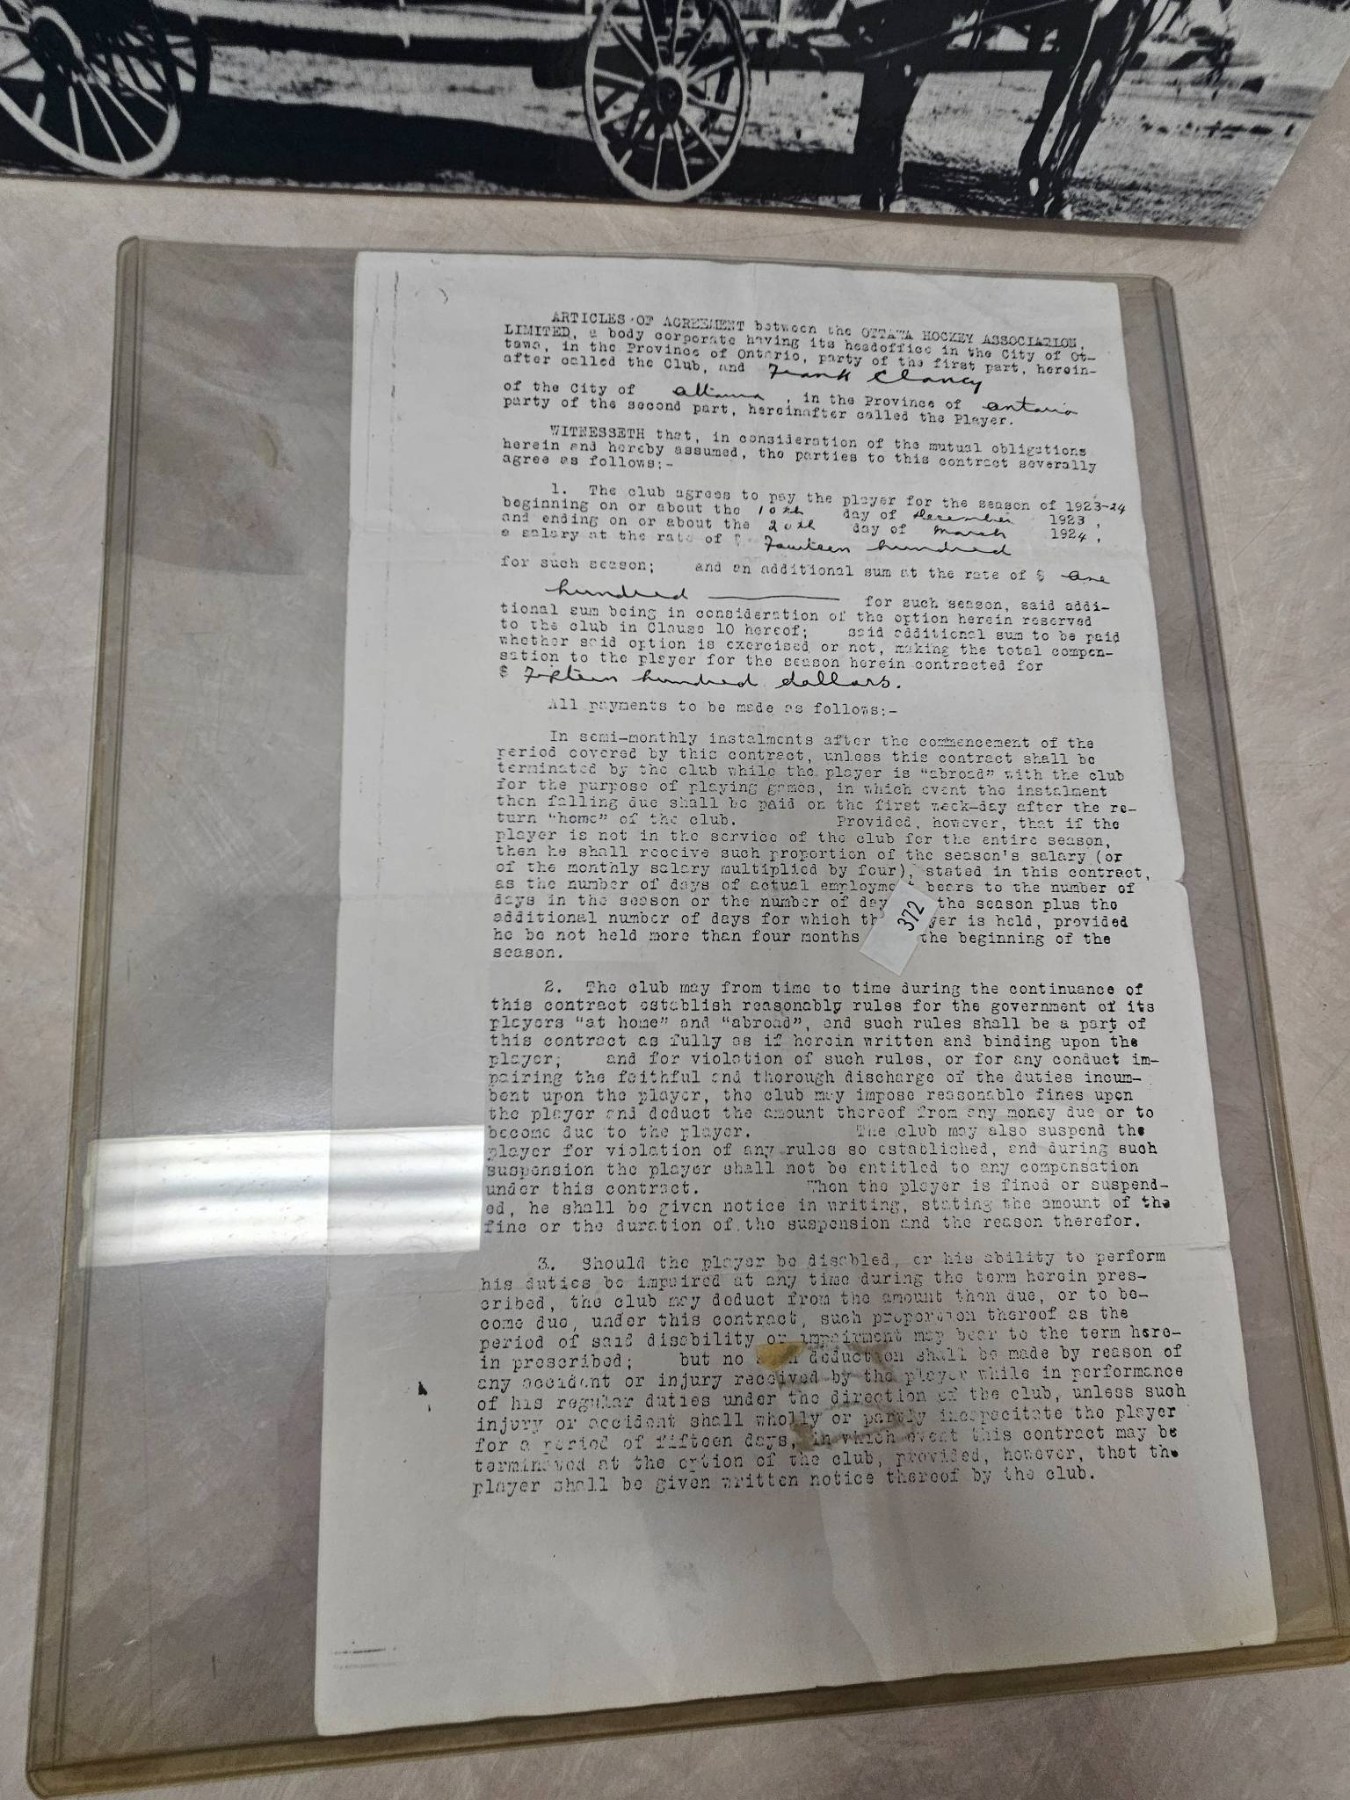 ARTICLES OF AGREEMENT between the OTTAWA HOCKEY ASSOCIATION,
LIMITED, a body corporate having its headoffice in the City of Ot-
tawa, in the Province of Ontario, party of the first part, herein-
after called the Club, and Frank Clancy
of the City of Ottawa , in the Province of Ontario
party of the second part, hereinafter called the Player.
WITNESSETH that, in consideration of the mutual obligations
herein and hereby assumed, the parties to this contract severally
agree as follows:-
1. The club agrees to pay the player for the season of 1923-24
beginning on or about the 10th day of December 1923 ,
and ending on or about the 20th day of March 1924 ,
a salary at the rate of $ Fourteen hundred
for such season; and an additional sum at the rate of $ One
hundred for such season, said addi-
tional sum being in consideration of the option herein reserved
to the club in Clause 10 hereof; said additional sum to be paid
whether said option is exercised or not, making the total compen-
sation to the player for the season herein contracted for
$ Fifteen hundred dollars.
All payments to be made as follows:-
In semi-monthly instalments after the commencement of the
period covered by this contract, unless this contract shall be
terminated by the club while the player is "abroad" with the club
for the purpose of playing games, in which event the instalment
then falling due shall be paid on the first week-day after the re-
turn "home" of the club. Provided, however, that if the
player is not in the service of the club for the entire season,
then he shall receive such proportion of the season's salary (or
of the monthly salary multiplied by four), stated in this contract,
as the number of days of actual employment bears to the number of
days in the season or the number of day the season plus the
additional number of days for which th yer is held, provided
he be not held more than four months the beginning of the
season.
372
2. The club may from time to time during the continuance of
this contract establish reasonably rules for the government of its
players "at home" and "abroad", and such rules shall be a part of
this contract as fully as if herein written and binding upon the
player; and for violation of such rules, or for any conduct im-
pairing the faithful and thorough discharge of the duties incum-
bent upon the player, the club may impose reasonable fines upon
the player and deduct the amount thereof from any money due or to
become due to the player. The club may also suspend the
player for violation of any rules so established, and during such
suspension the player shall not be entitled to any compensation
under this contract. When the player is fined or suspend-
ed, he shall be given notice in writing, stating the amount of the
fine or the duration of the suspension and the reason therefor.
3. Should the player be disabled, or his ability to perform
his duties be impaired at any time during the term herein pres-
cribed, the club may deduct from the amount then due, or to be-
come due, under this contract, such proportion thereof as the
period of said disability or impairment may bear to the term here-
in prescribed; but no deduction shall be made by reason of
any accident or injury received by the player while in performance
of his regular duties under the direction of the club, unless such
injury or accident shall wholly or partly incapacitate the player
for a period of fifteen days, in which event this contract may be
terminated at the option of the club, provided, however, that the
player shall be given written notice thereof by the club.